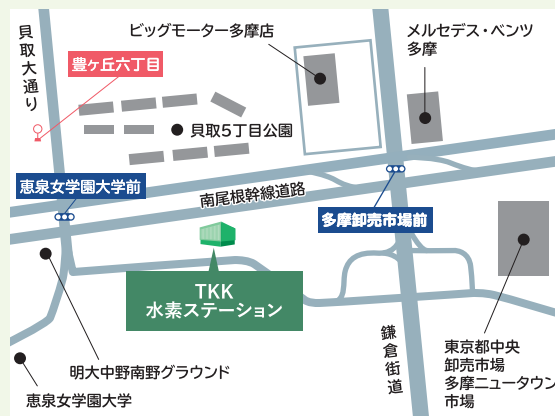 貝取大通り
豊ヶ丘六丁目
ビッグモーター多摩店
メルセデス・ベンツ
多摩
貝取5丁目公園
恵泉女学園大学前
南尾根幹線道路
多摩卸売市場前
TKK
水素ステーション
鎌倉街道
明大中野南野グラウンド
恵泉女学園大学
東京都中央
卸売市場
多摩ニュータウン
市場